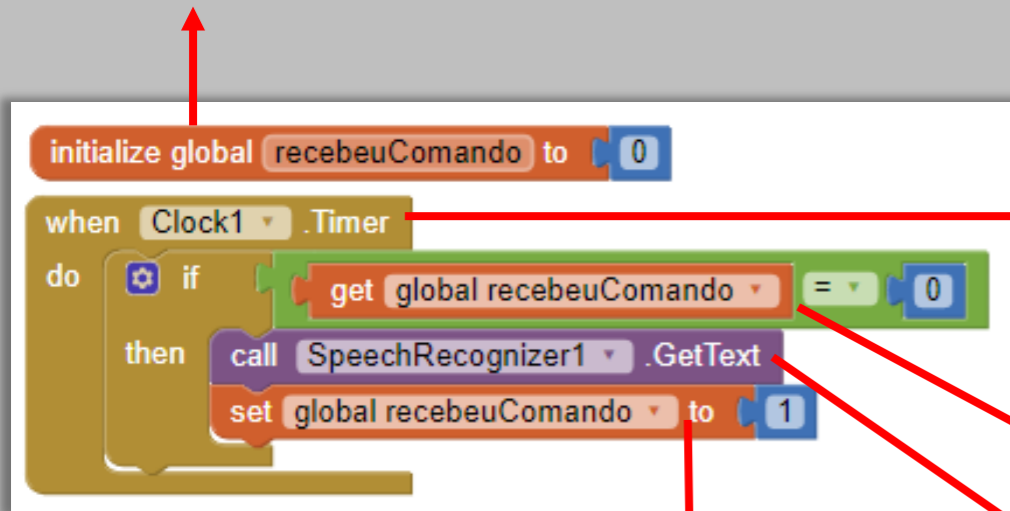 initialize global recebeuComando to 0
when Clock1 .Timer
do if get global recebeuComando = 0
then call SpeechRecognizer1 .GetText
set global recebeuComando to 1